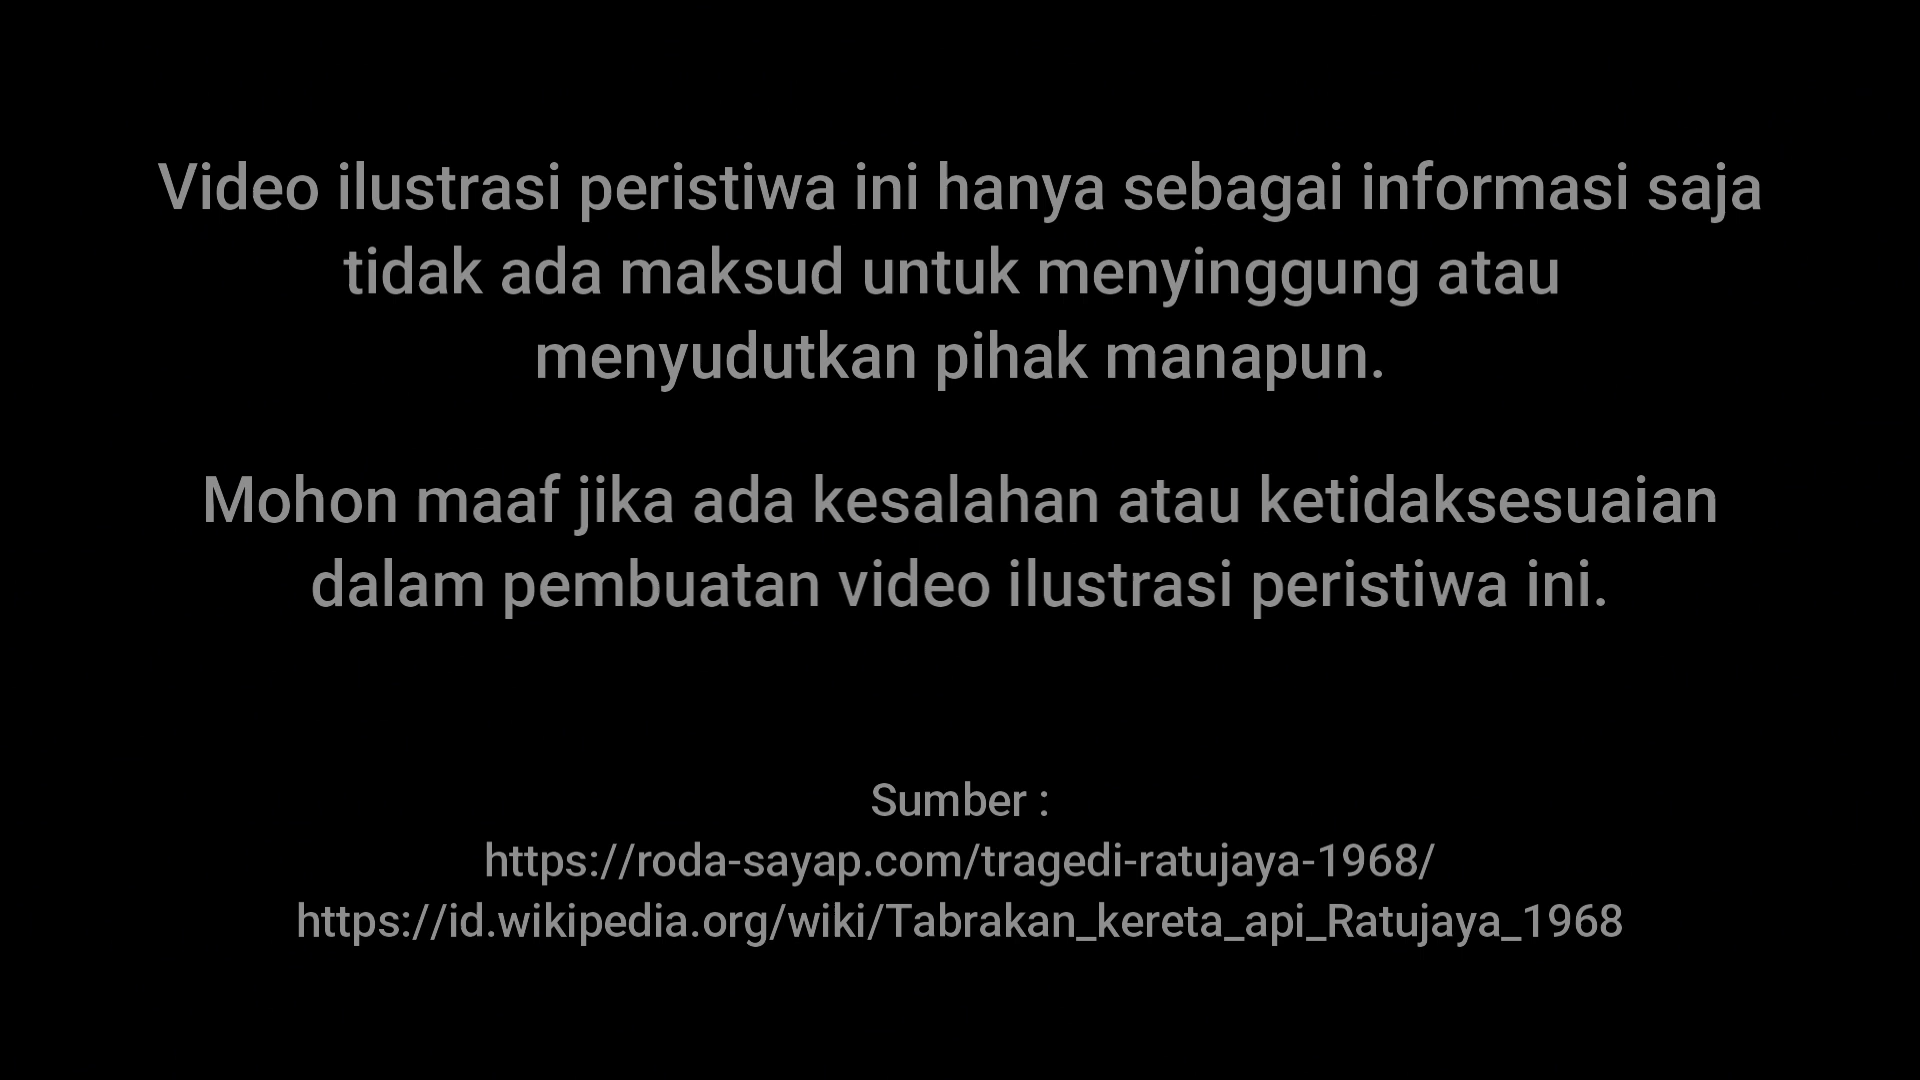 Video ilustrasi peristiwa ini hanya sebagai informasi saja
tidak ada maksud untuk menyinggung atau
menyudutkan pihak manapun.
Mohon maaf jika ada kesalahan atau ketidaksesuaian
dalam pembuatan video ilustrasi peristiwa ini.
Sumber :
https://roda-sayap.com/tragedi-ratujaya-1968/
https://id.wikipedia.org/wiki/Tabrakan_kereta_api_Ratujaya_1968